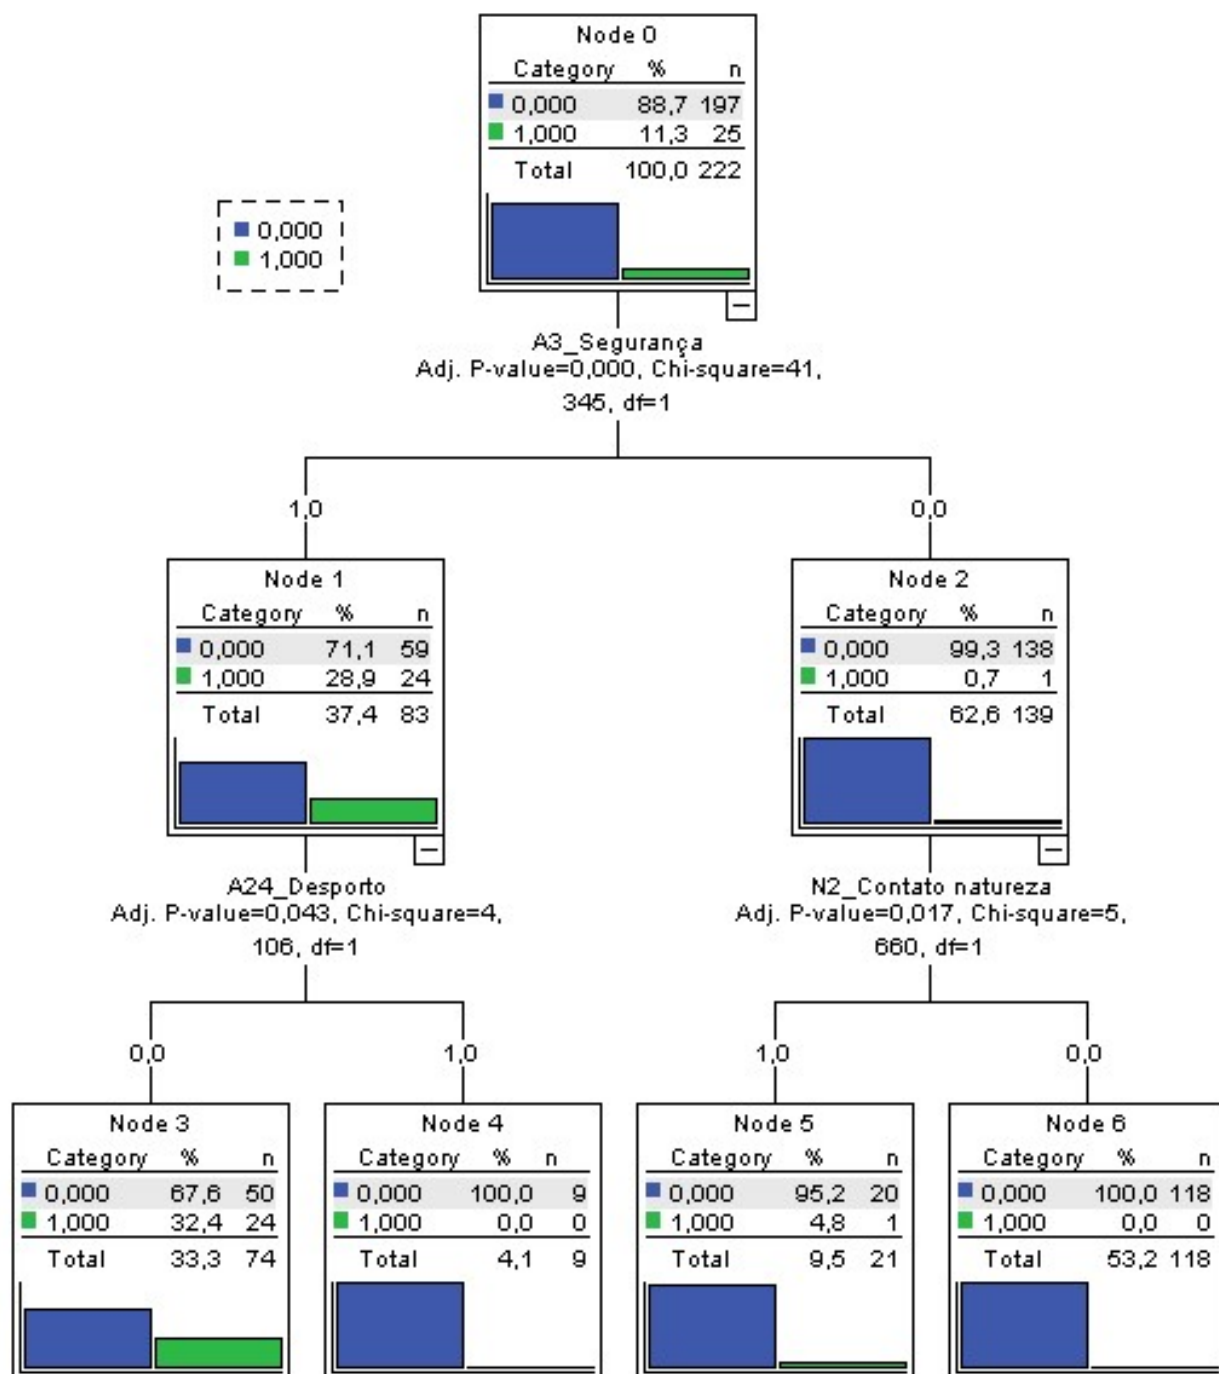 Node 0
Category % n
0,000 88,7 197
1,000 11,3 25
Total 100,0 222
0,000
1,000
A3_Segurança
Adj. P-value=0,000, Chi-square=41,
345, df=1
1,0
0,0
Node 1
Category % n
0,000 71,1 59
1,000 28,9 24
Total 37,4 83
Node 2
Category % n
0,000 99,3 138
1,000 0,7 1
Total 62,6 139
A24_Desporto
Adj. P-value=0,043, Chi-square=4,
106, df=1
N2_Contato natureza
Adj. P-value=0,017, Chi-square=5,
660, df=1
0,0
1,0
1,0
0,0
Node 3
Category % n
0,000 67,6 50
1,000 32,4 24
Total 33,3 74
Node 4
Category % n
0,000 100,0 9
1,000 0,0 0
Total 4,1 9
Node 5
Category % n
0,000 95,2 20
1,000 4,8 1
Total 9,5 21
Node 6
Category % n
0,000 100,0 118
1,000 0,0 0
Total 53,2 118